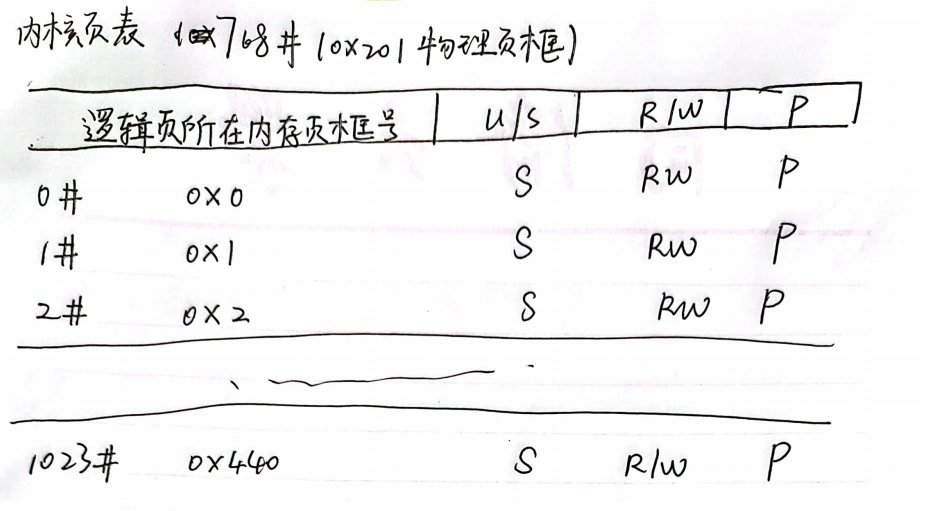 内核页表 768# (0x201物理页框)
逻辑页所在内存页框号 U/S R/W P
0# 0x0 S RW P
1# 0x1 S RW P
2# 0x2 S RW P
1023# 0x440 S R/W P